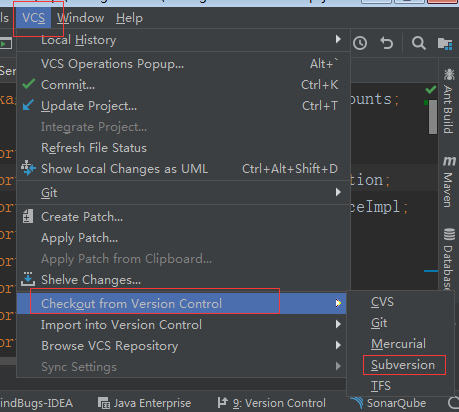 VCS Window Help
Local History
VCS Operations Popup... Alt+`
Commit... Ctrl+K
ounts;
Update Project... Ctrl+T
Integrate Project...
Refresh File Status
Show Local Changes as UML Ctrl+Alt+Shift+D
tion;
Git
ceImpl;
Create Patch...
Apply Patch...
Apply Patch from Clipboard...
Shelve Changes...
Checkout from Version Control
Import into Version Control
Browse VCS Repository
Sync Settings
CVS
Git
Mercurial
Subversion
TFS
Ant Build
Maven
Database
indBugs-IDEA Java Enterprise 9: Version Control SonarQube